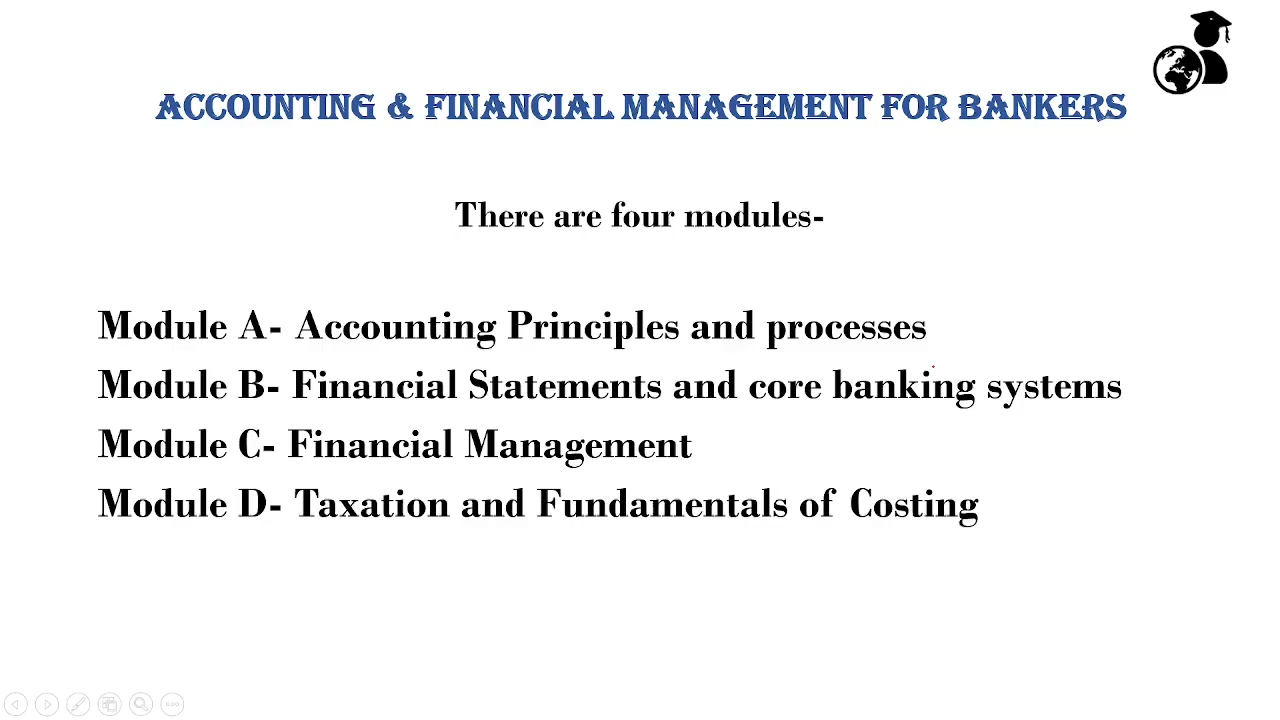 ACCOUNTING & FINANCIAL MANAGEMENT FOR BANKERS
There are four modules-
Module A- Accounting Principles and processes
Module B- Financial Statements and core banking systems
Module C- Financial Management
Module D- Taxation and Fundamentals of Costing